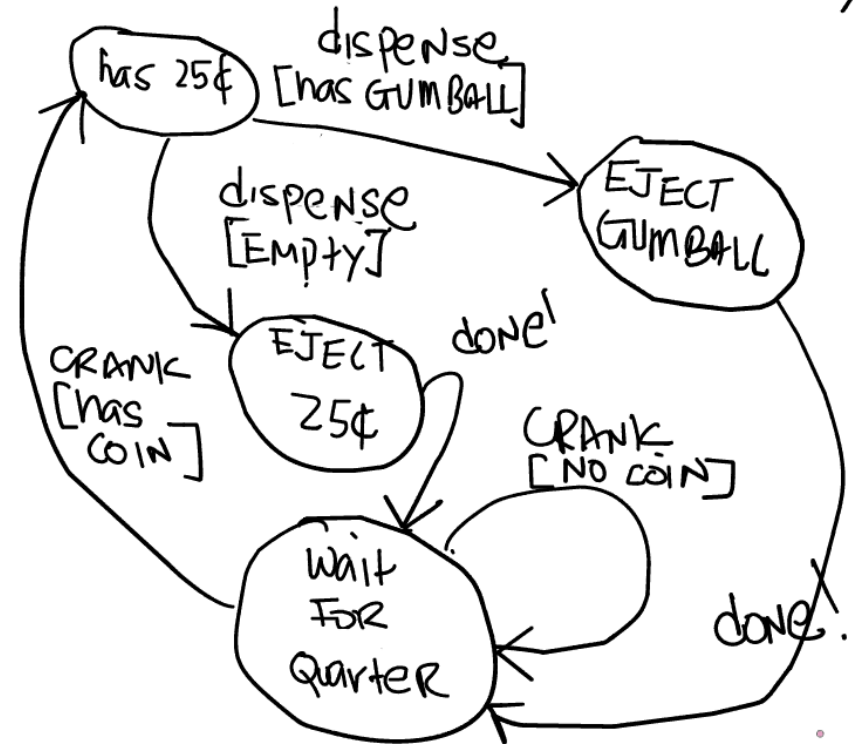 dispense
[has GUMBALL]
has 25¢
EJECT
GUMBALL
dispense
[Empty]
EJECT
25¢
done!
CRANK
[has
COIN]
CRANK
[NO COIN]
Wait
FOR
Quarter
done!